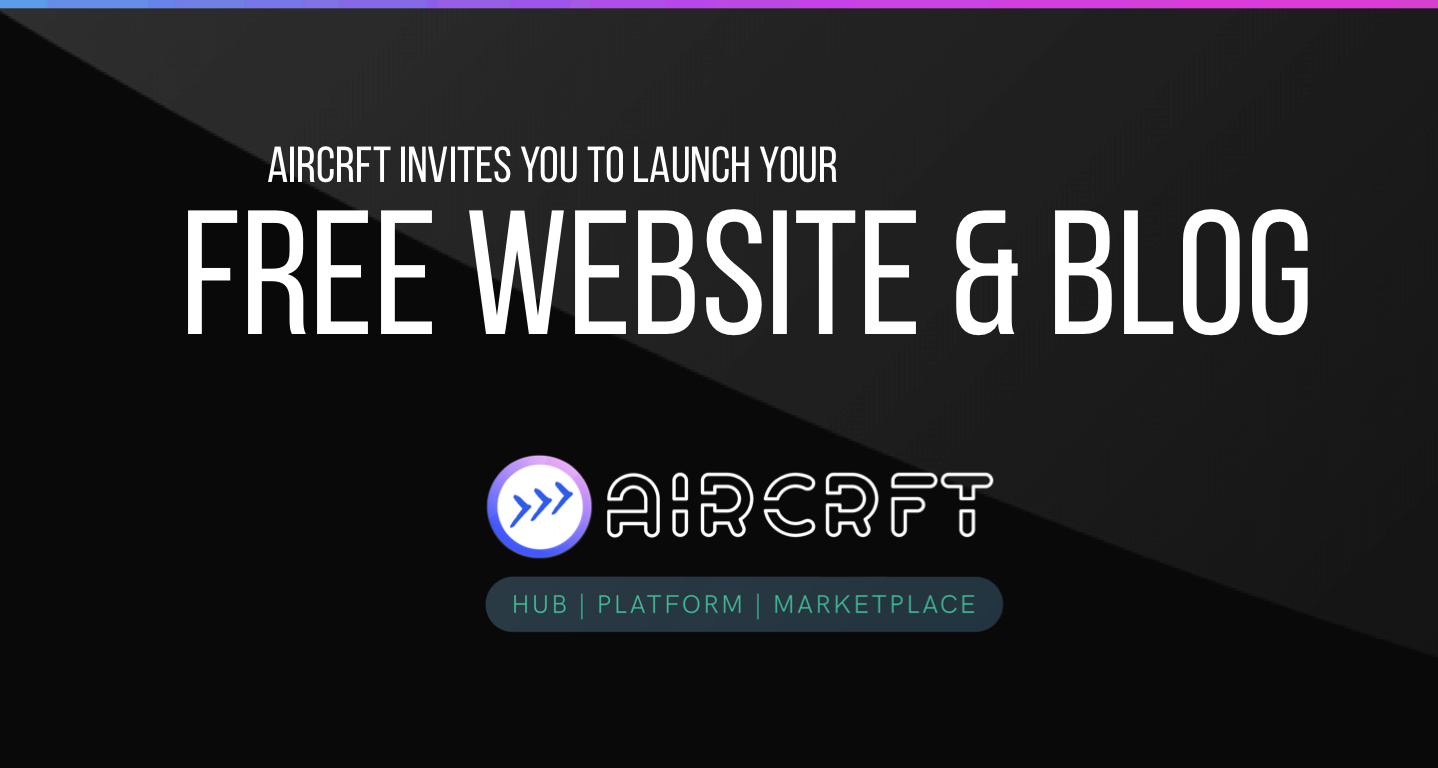 AIRCRFT INVITES YOU TO LAUNCH YOUR
FREE WEBSITE & BLOG
AIRCRFT
HUB | PLATFORM | MARKETPLACE